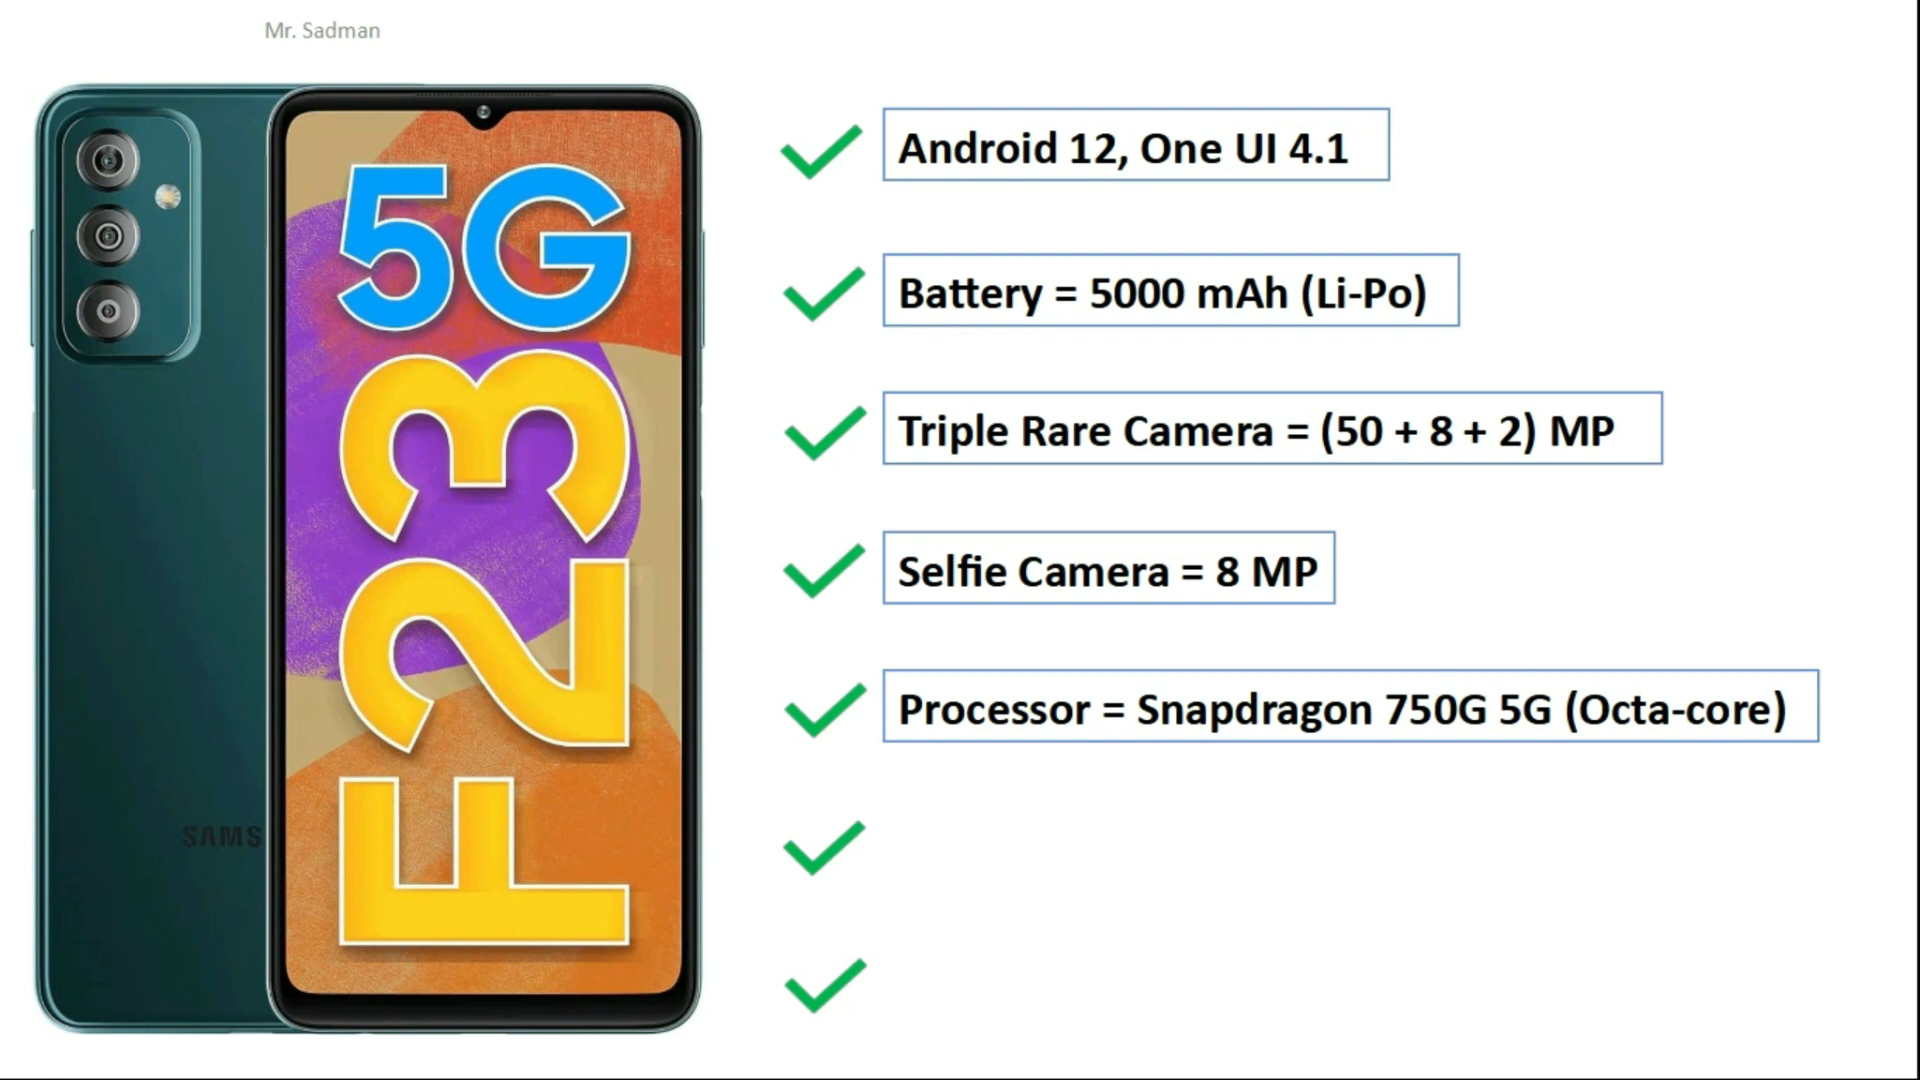 Mr. Sadman
5G
F23
SAMS
Android 12, One UI 4.1
Battery = 5000 mAh (Li-Po)
Triple Rare Camera = (50 + 8 + 2) MP
Selfie Camera = 8 MP
Processor = Snapdragon 750G 5G (Octa-core)